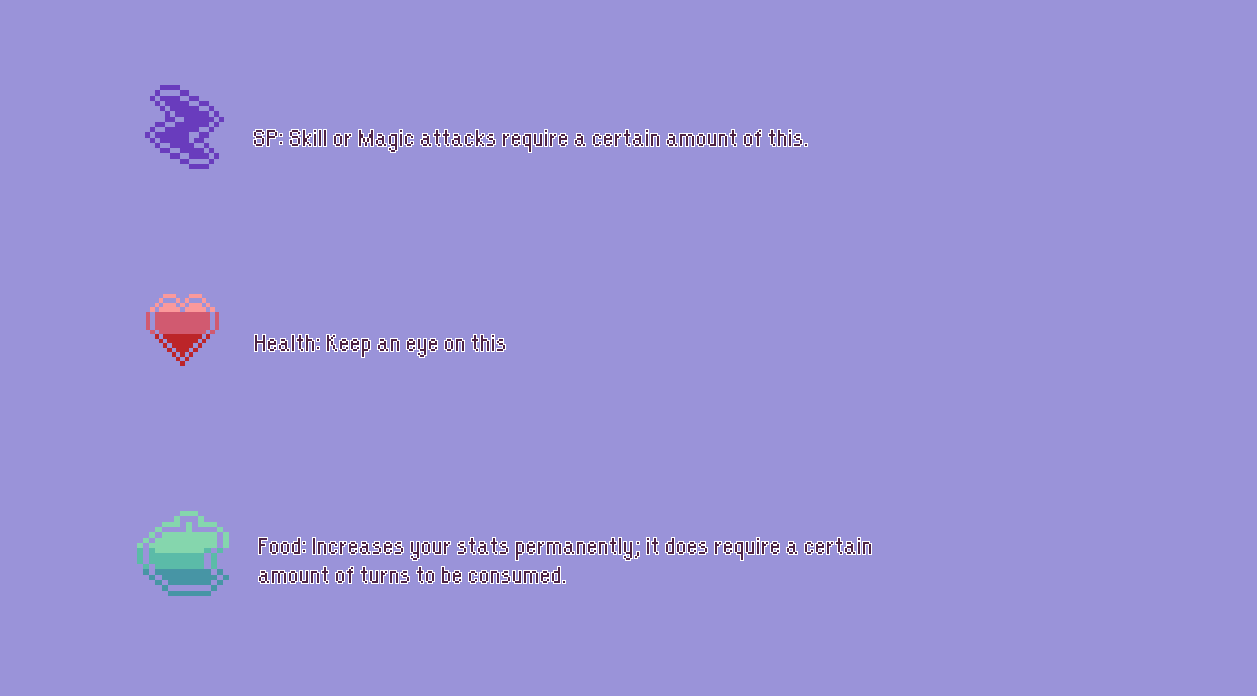 SP: Skill or Magic attacks require a certain amount of this.
Health: Keep an eye on this
Food: Increases your stats permanently; it does require a certain
amount of turns to be consumed.